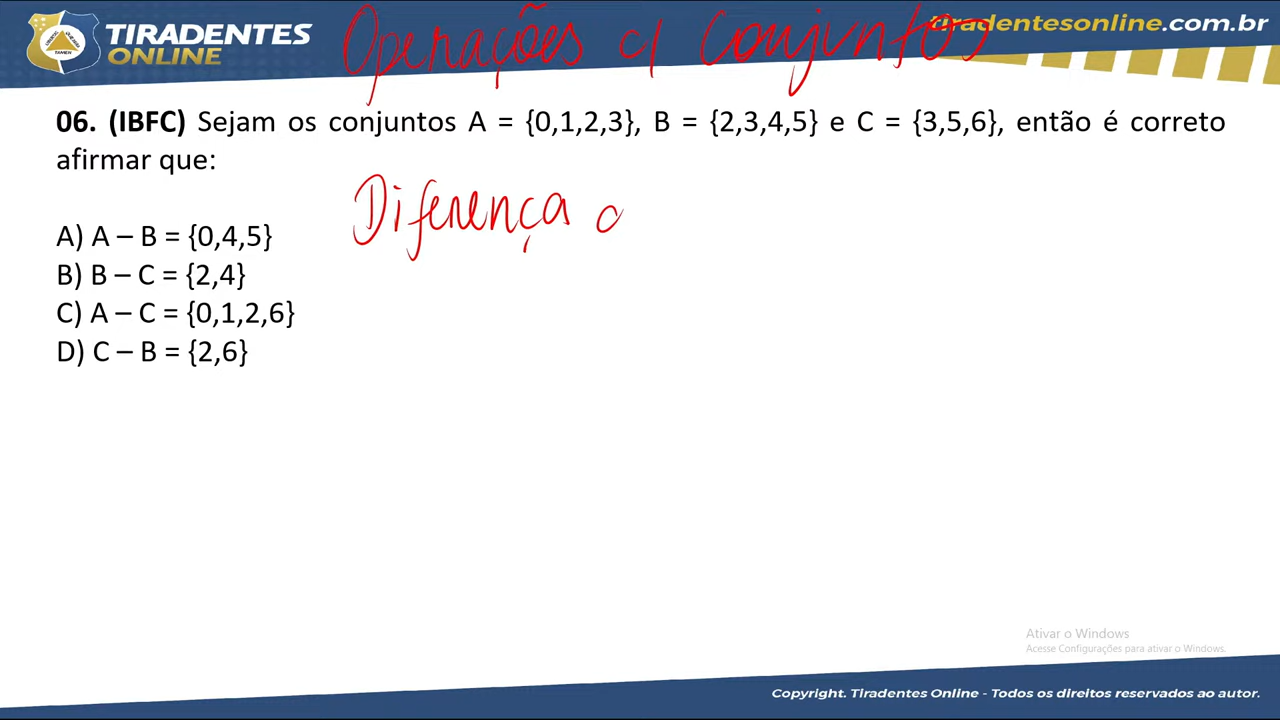 TIRADENTES
ONLINE
Operações c/ Conjuntos
tiradentesonline.com.br
06. (IBFC) Sejam os conjuntos A = {0,1,2,3}, B = {2,3,4,5} e C = {3,5,6}, então é correto
afirmar que:
Diferença
A) A – B = {0,4,5}
B) B – C = {2,4}
C) A – C = {0,1,2,6}
D) C – B = {2,6}
Ativar o Windows
Acesse Configurações para ativar o Windows.
Copyright. Tiradentes Online - Todos os direitos reservados ao autor.